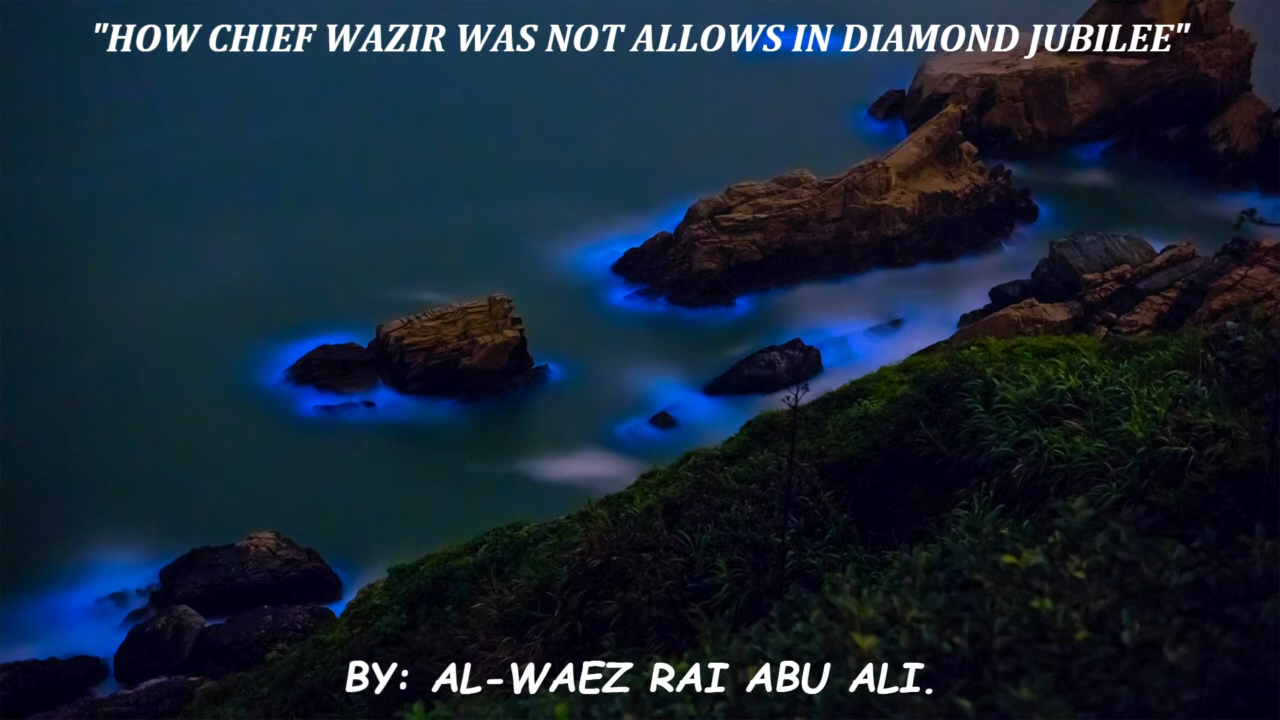 "HOW CHIEF WAZIR WAS NOT ALLOWS IN DIAMOND JUBILEE"
BY: AL-WAEZ RAI ABU ALI.